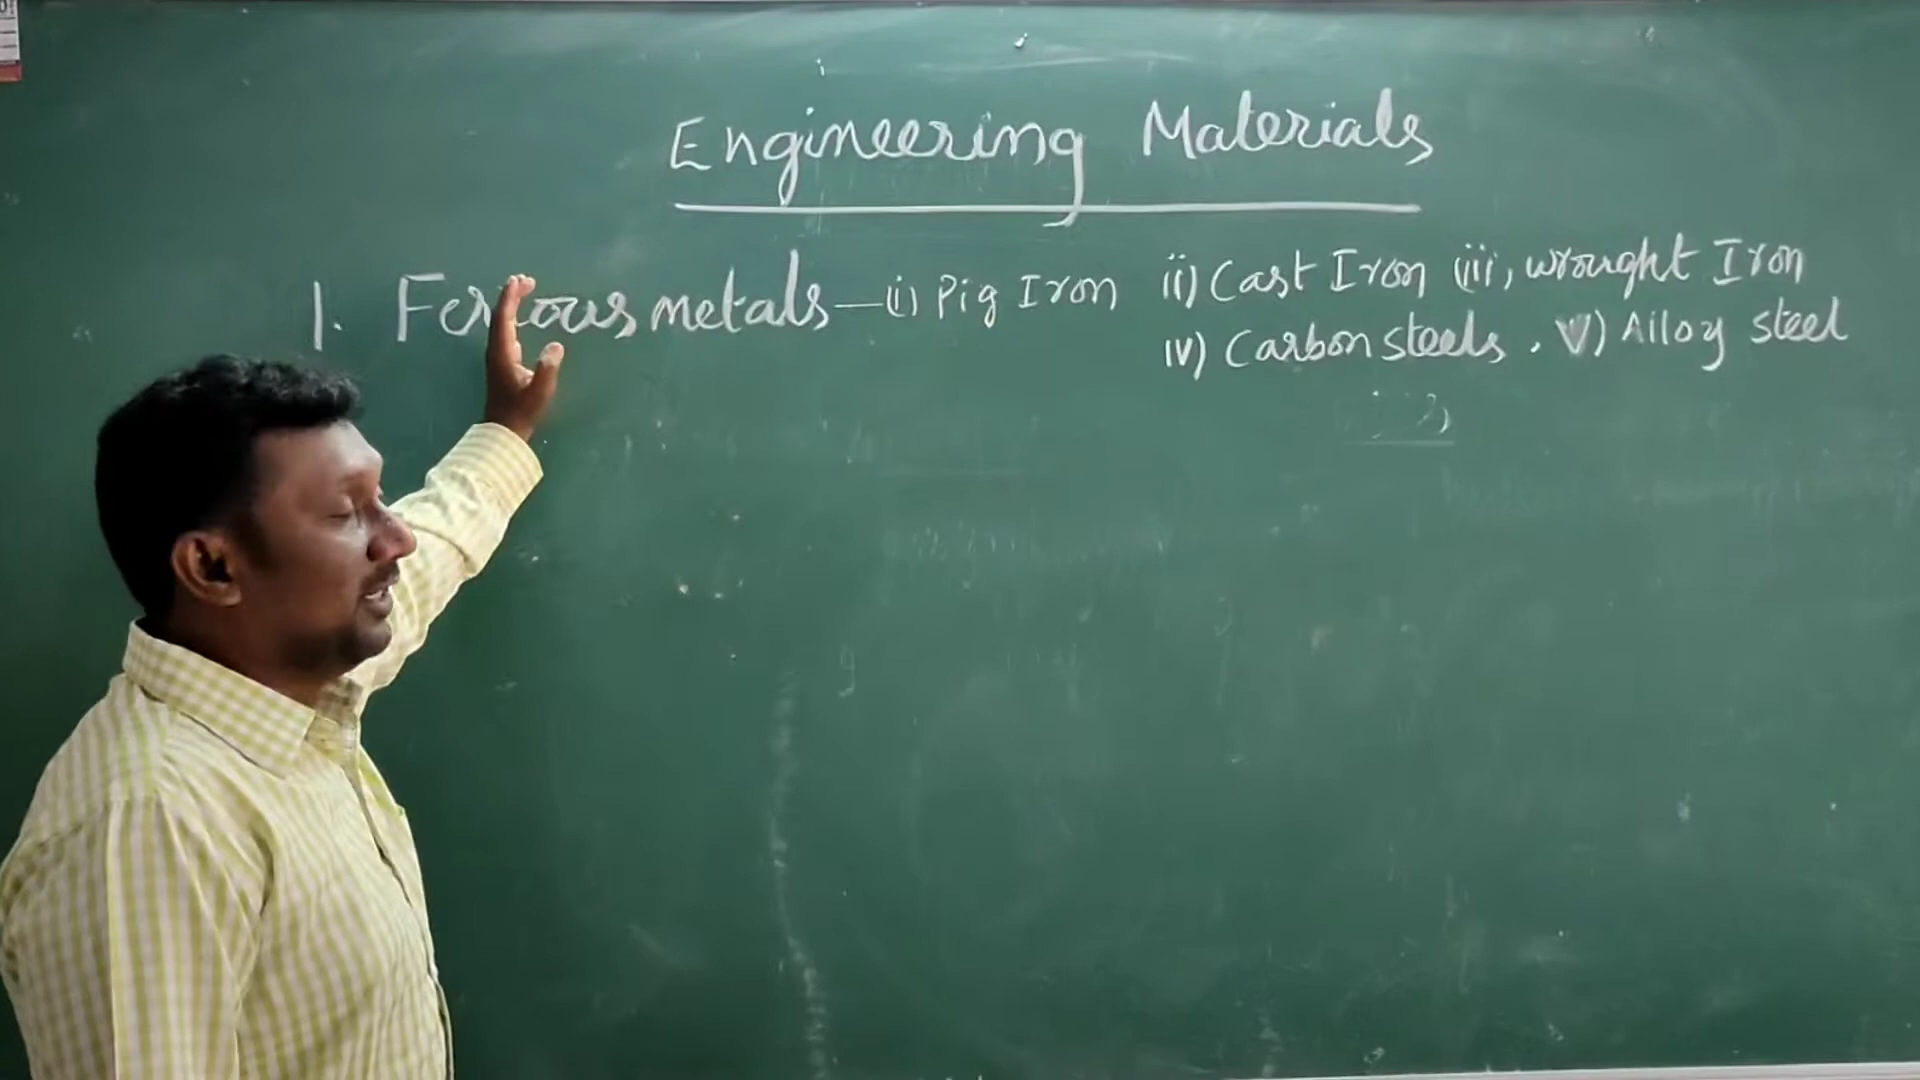 Engineering Materials
1. Ferrous metals — (i) Pig Iron ii) Cast Iron (iii) wrought Iron
iv) Carbon steels . V) Alloy steel